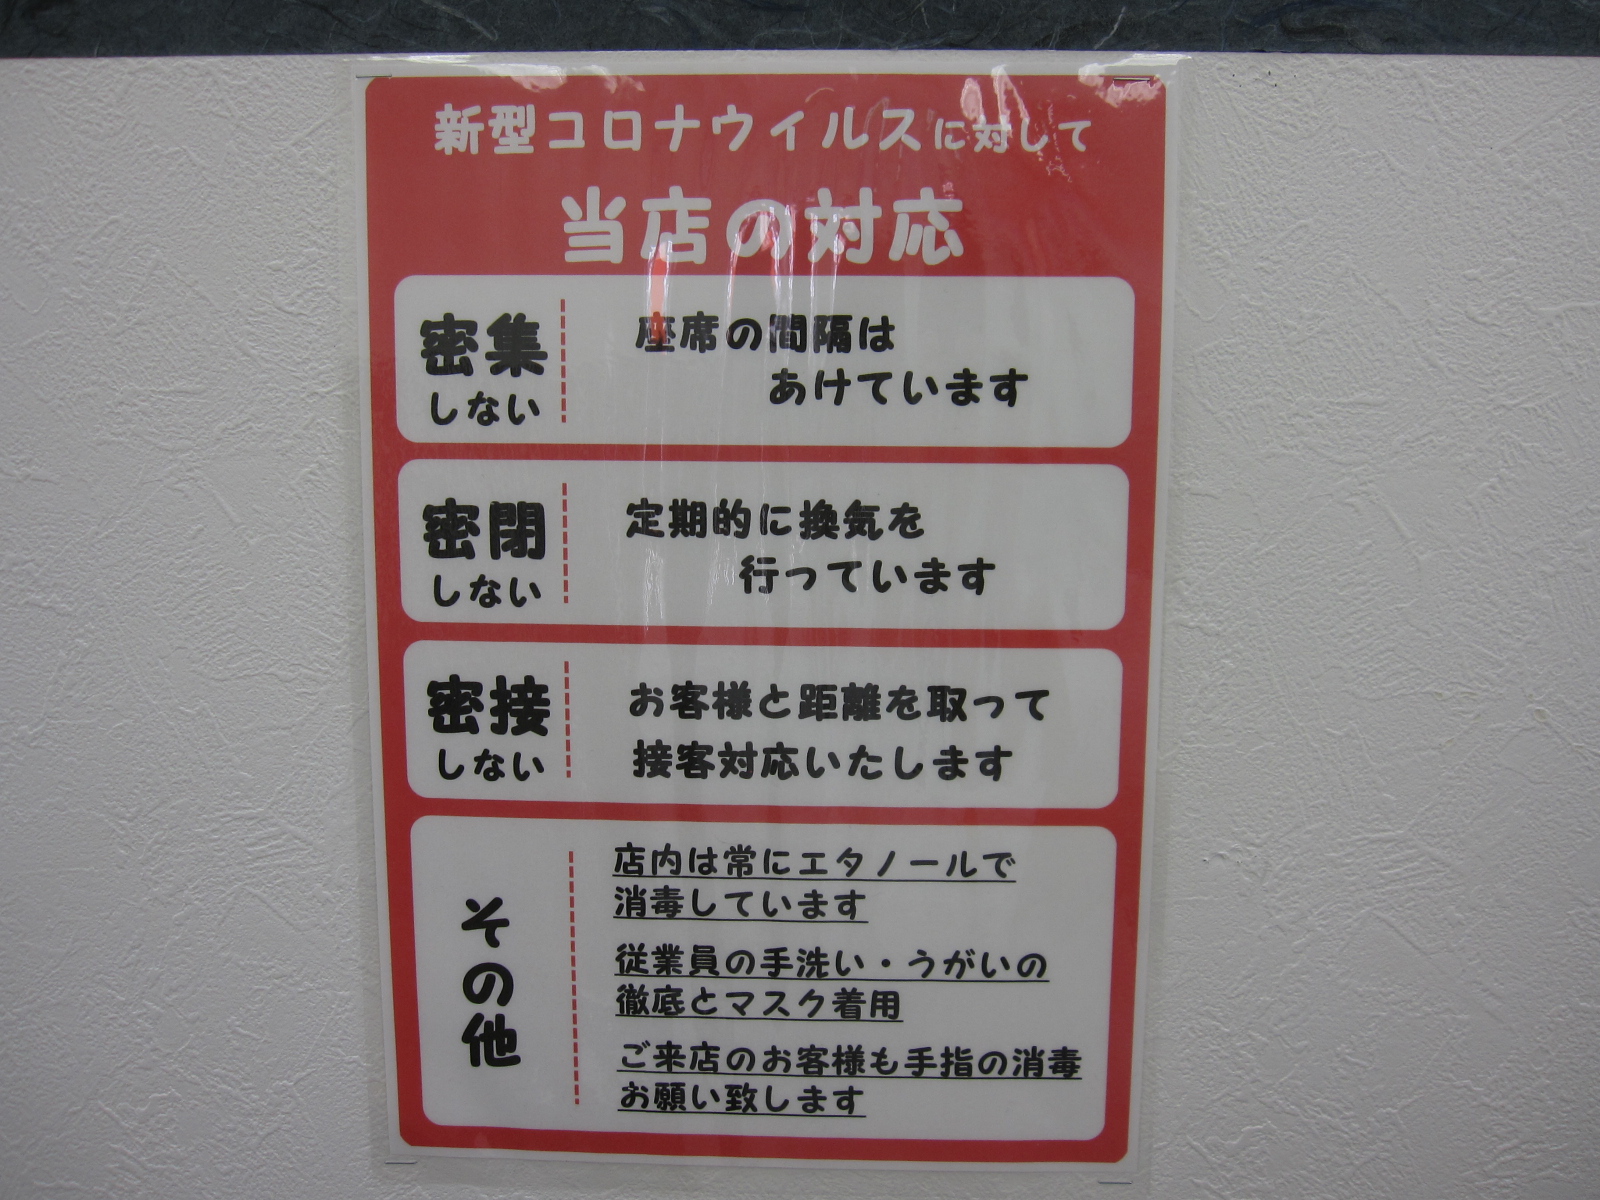 新型コロナウィルスに対して
当店の対応
密集
しない
座席の間隔は
あけています
密閉
しない
定期的に換気を
行っています
密接
しない
お客様と距離を取って
接客対応いたします
その他
店内は常にエタノールで
消毒しています
従業員の手洗い・うがいの
徹底とマスク着用
ご来店のお客様も手指の消毒
お願い致します